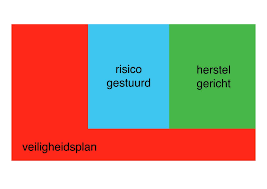 risico
gestuurd
herstel
gericht
veiligheidsplan